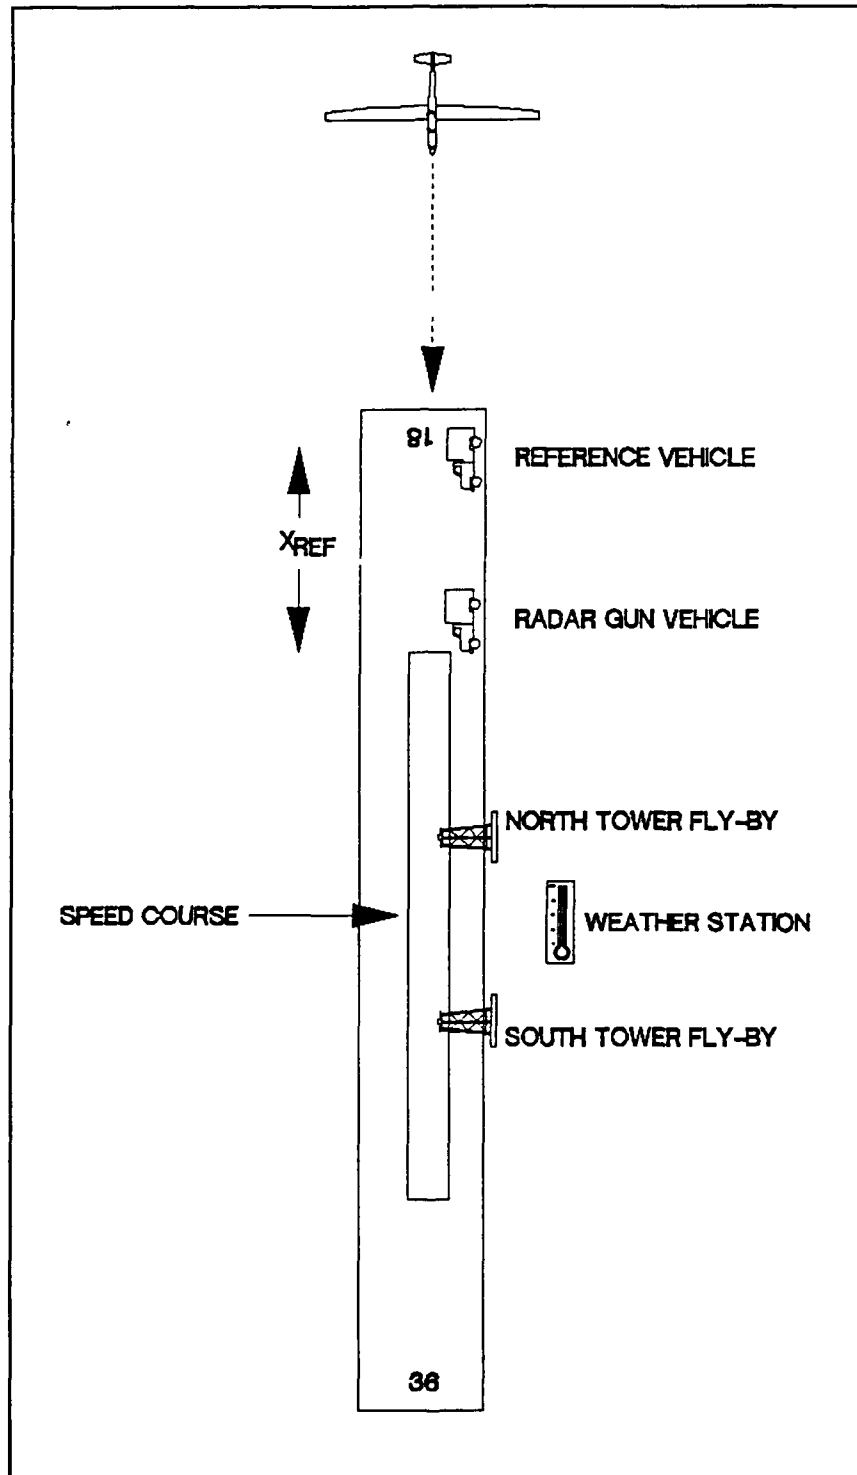 18
REFERENCE VEHICLE
XREF
RADAR GUN VEHICLE
NORTH TOWER FLY-BY
SPEED COURSE
WEATHER STATION
SOUTH TOWER FLY-BY
36